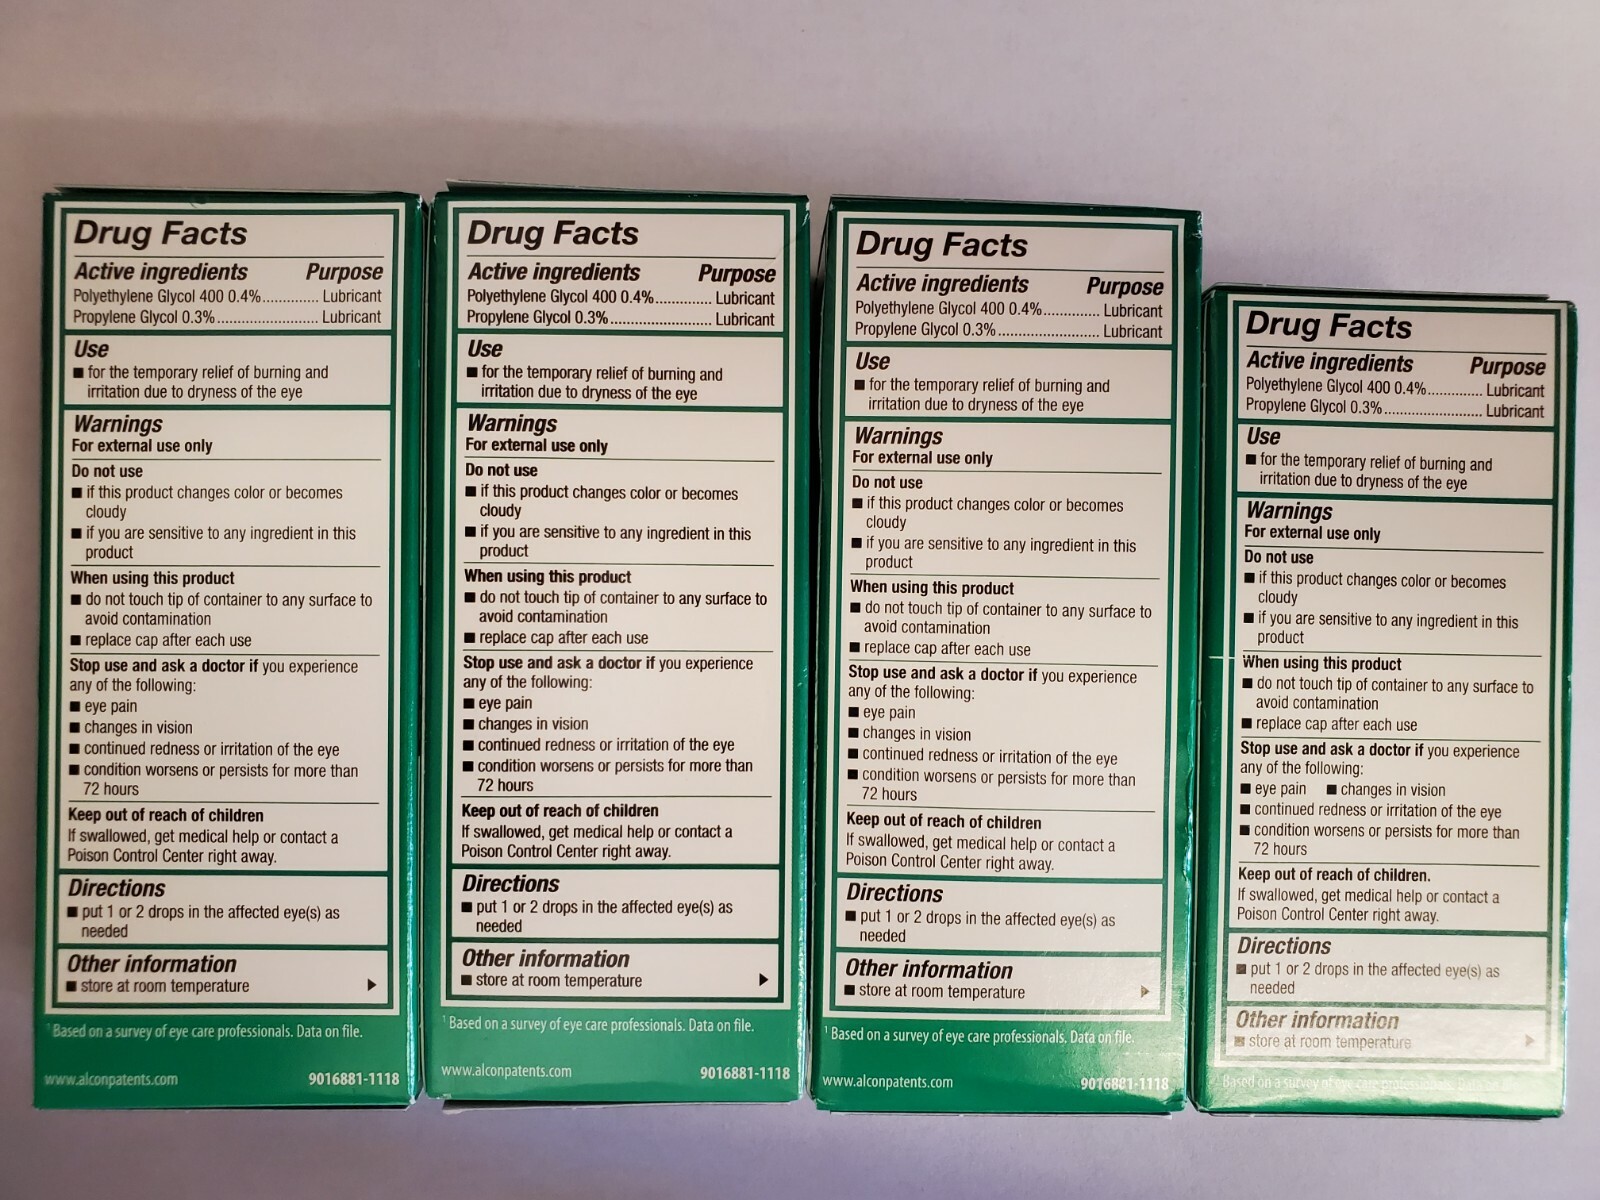 Drug Facts
Active ingredients Purpose
Polyethylene Glycol 400 0.4%.............. Lubricant
Propylene Glycol 0.3%......................... Lubricant
Use
■ for the temporary relief of burning and
irritation due to dryness of the eye
Warnings
For external use only
Do not use
■ if this product changes color or becomes
cloudy
■ if you are sensitive to any ingredient in this
product
When using this product
■ do not touch tip of container to any surface to
avoid contamination
■ replace cap after each use
Stop use and ask a doctor if you experience
any of the following:
■ eye pain
■ changes in vision
■ continued redness or irritation of the eye
■ condition worsens or persists for more than
72 hours
Keep out of reach of children
If swallowed, get medical help or contact a
Poison Control Center right away.
Directions
■ put 1 or 2 drops in the affected eye(s) as
needed
Other information
■ store at room temperature ▶
¹ Based on a survey of eye care professionals. Data on file.
www.alconpatents.com 9016881-1118
Drug Facts
Active ingredients Purpose
Polyethylene Glycol 400 0.4%.............. Lubricant
Propylene Glycol 0.3%......................... Lubricant
Use
■ for the temporary relief of burning and
irritation due to dryness of the eye
Warnings
For external use only
Do not use
■ if this product changes color or becomes
cloudy
■ if you are sensitive to any ingredient in this
product
When using this product
■ do not touch tip of container to any surface to
avoid contamination
■ replace cap after each use
Stop use and ask a doctor if you experience
any of the following:
■ eye pain
■ changes in vision
■ continued redness or irritation of the eye
■ condition worsens or persists for more than
72 hours
Keep out of reach of children
If swallowed, get medical help or contact a
Poison Control Center right away.
Directions
■ put 1 or 2 drops in the affected eye(s) as
needed
Other information
■ store at room temperature ▶
¹ Based on a survey of eye care professionals. Data on file.
www.alconpatents.com 9016881-1118
Drug Facts
Active ingredients Purpose
Polyethylene Glycol 400 0.4%.............. Lubricant
Propylene Glycol 0.3%......................... Lubricant
Use
■ for the temporary relief of burning and
irritation due to dryness of the eye
Warnings
For external use only
Do not use
■ if this product changes color or becomes
cloudy
■ if you are sensitive to any ingredient in this
product
When using this product
■ do not touch tip of container to any surface to
avoid contamination
■ replace cap after each use
Stop use and ask a doctor if you experience
any of the following:
■ eye pain
■ changes in vision
■ continued redness or irritation of the eye
■ condition worsens or persists for more than
72 hours
Keep out of reach of children
If swallowed, get medical help or contact a
Poison Control Center right away.
Directions
■ put 1 or 2 drops in the affected eye(s) as
needed
Other information
■ store at room temperature ▶
¹ Based on a survey of eye care professionals. Data on file.
www.alconpatents.com 9016881-1118
Drug Facts
Active ingredients Purpose
Polyethylene Glycol 400 0.4%.............. Lubricant
Propylene Glycol 0.3%......................... Lubricant
Use
■ for the temporary relief of burning and
irritation due to dryness of the eye
Warnings
For external use only
Do not use
■ if this product changes color or becomes
cloudy
■ if you are sensitive to any ingredient in this
product
When using this product
■ do not touch tip of container to any surface to
avoid contamination
■ replace cap after each use
Stop use and ask a doctor if you experience
any of the following:
■ eye pain ■ changes in vision
■ continued redness or irritation of the eye
■ condition worsens or persists for more than
72 hours
Keep out of reach of children.
If swallowed, get medical help or contact a
Poison Control Center right away.
Directions
■ put 1 or 2 drops in the affected eye(s) as
needed
Other information
■ store at room temperature ▶
Based on a survey of eye care professionals.